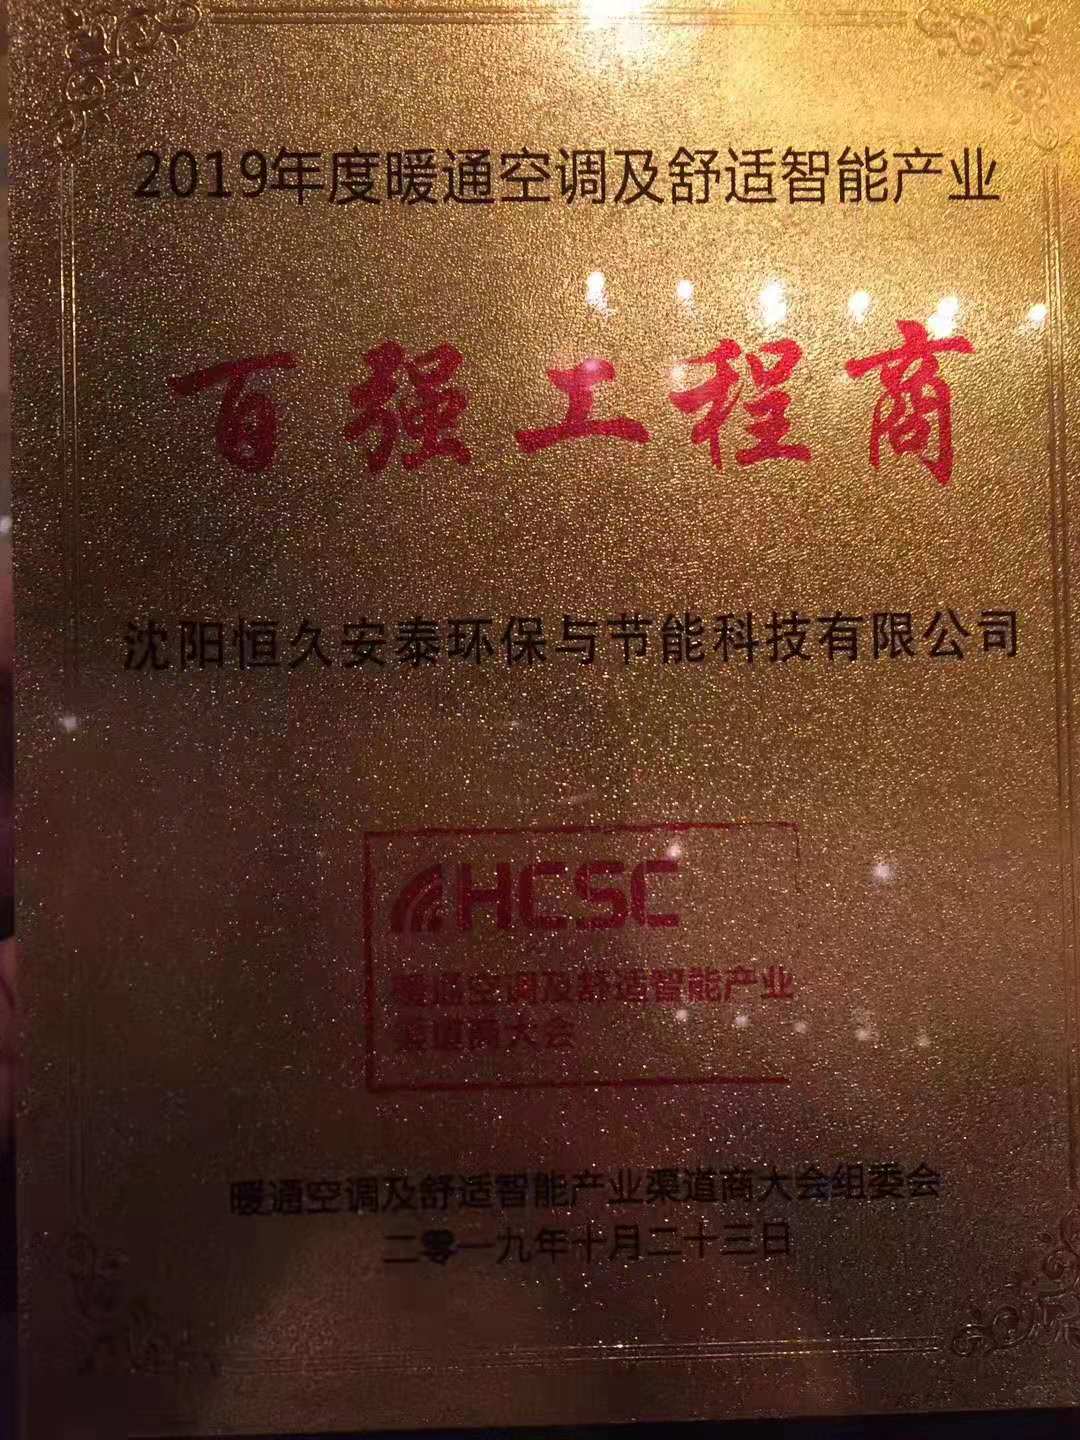 2019年度暖通空调及舒适智能产业
百强工程商
沈阳恒久安泰环保与节能科技有限公司
HCSC
暖通空调及舒适智能产业
渠道商大会
暖通空调及舒适智能产业渠道商大会组委会
二零一九年十月二十三日